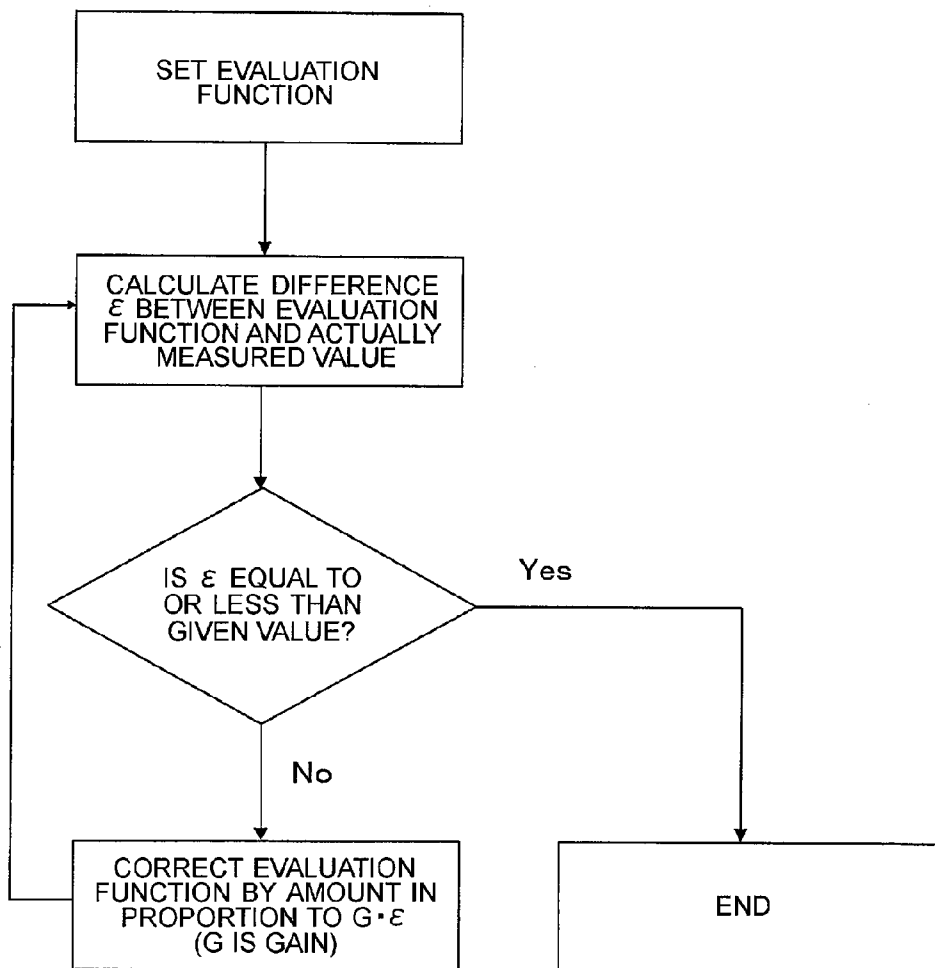 SET EVALUATION
FUNCTION
CALCULATE DIFFERENCE
ε BETWEEN EVALUATION
FUNCTION AND ACTUALLY
MEASURED VALUE
IS ε EQUAL TO
OR LESS THAN
GIVEN VALUE?
Yes
No
CORRECT EVALUATION
FUNCTION BY AMOUNT IN
PROPORTION TO G・ε
(G IS GAIN)
END